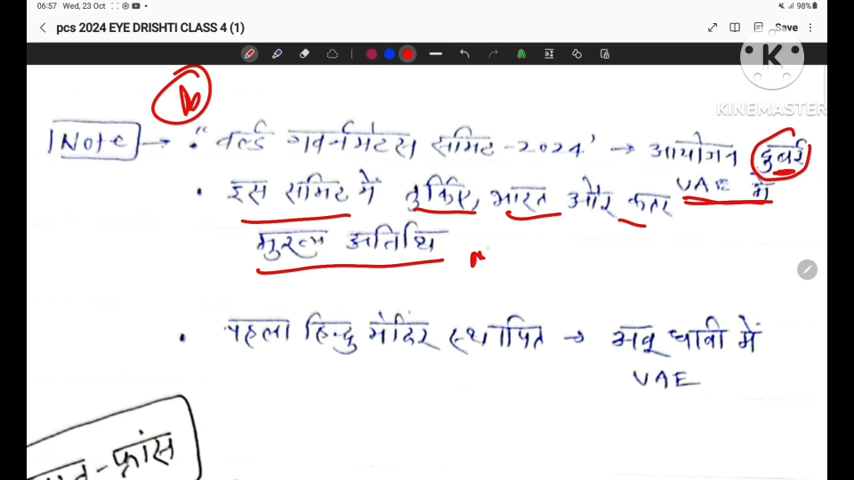 06:57 Wed, 23 Oct
98%
pcs 2024 EYE DRISHTI CLASS 4 (1)
Save
K
KINEMASTER
b
Note → • "वर्ल्ड गवर्नमेंटस समिट-2024' → आयोजन दुबई
UAE में
• इस समिट में तुर्किए, भारत और कतर
मुख्य अतिथि
• पहला हिन्दु मंदिर स्थापित → अबू धाबी में
UAE
-फ्रांस